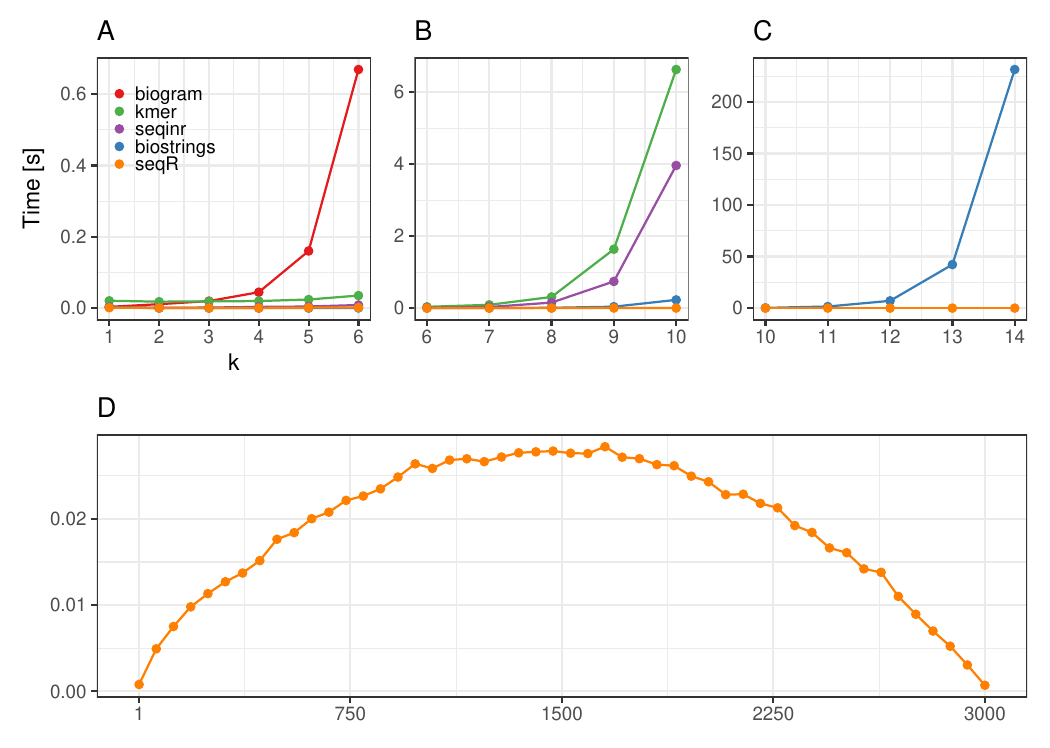 A
B
C
Time [s]
0.6
0.4
0.2
0.0
biogram
kmer
seqinr
biostrings
seqR
1 2 3 4 5 6
k
6
4
2
0
6 7 8 9 10
200
150
100
50
0
10 11 12 13 14
D
0.02
0.01
0.00
1 750 1500 2250 3000